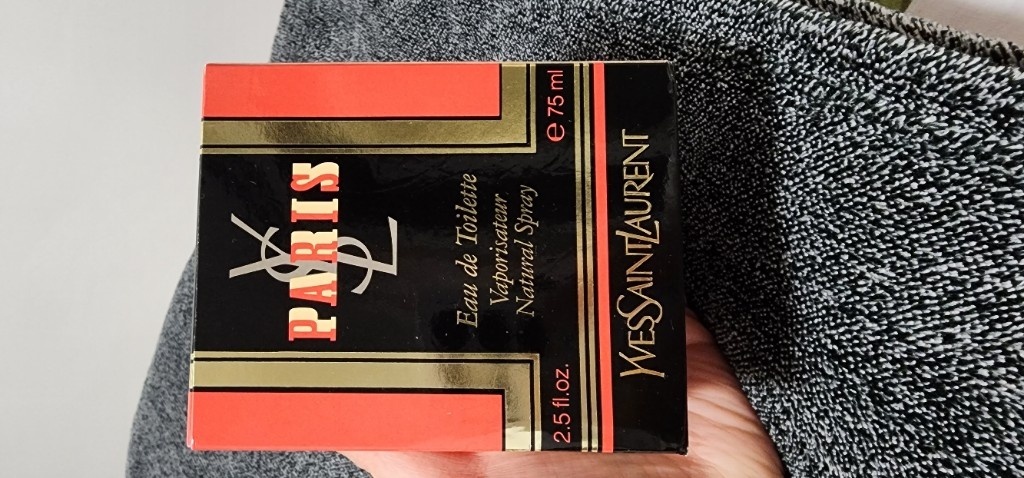 YSL
PARIS
Eau de Toilette
Vaporisateur
Natural Spray
2.5 fl.oz. e 75 ml
YVESSAINTLAURENT